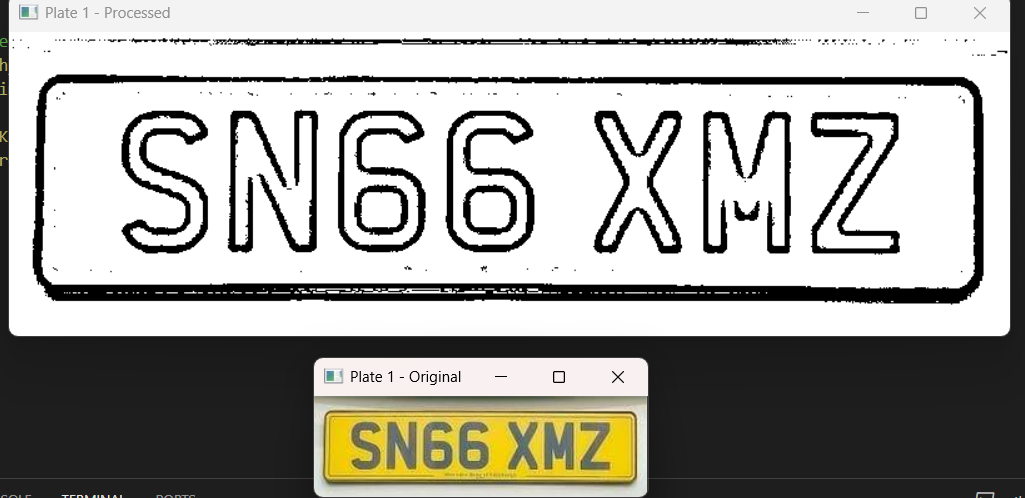 Plate 1 - Processed
SN66 XMZ
Plate 1 - Original
SN66 XMZ
TERMINAL
PORTS